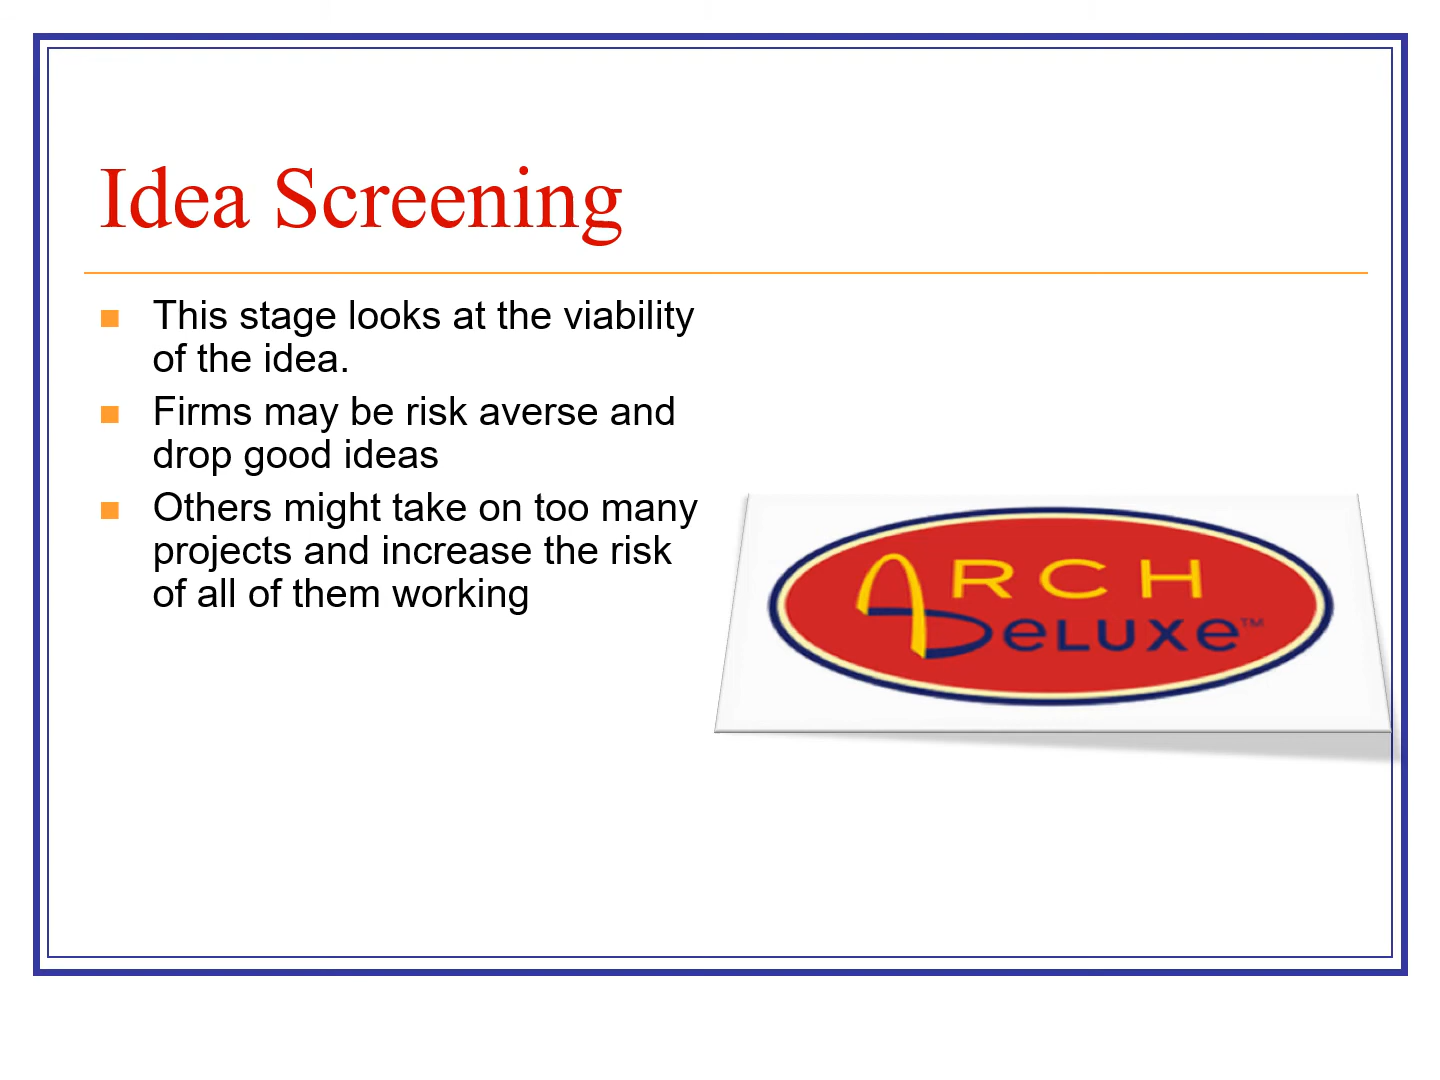 Idea Screening
This stage looks at the viability
of the idea.
Firms may be risk averse and
drop good ideas
Others might take on too many
projects and increase the risk
of all of them working
ARCH
DELUXE™